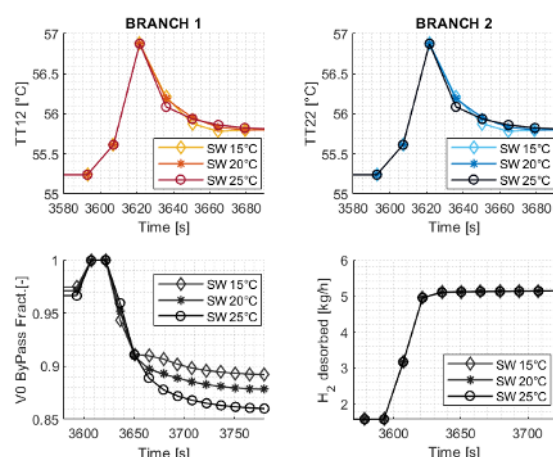 BRANCH 1
57
56.5
56
55.5
55
TT12 [°C]
SW 15°C
SW 20°C
SW 25°C
3580 3600 3620 3640 3660 3680
Time [s]
BRANCH 2
57
56.5
56
55.5
55
TT22 [°C]
SW 15°C
SW 20°C
SW 25°C
3580 3600 3620 3640 3660 3680
Time [s]
1
0.95
0.9
0.85
V0 ByPass Fract.[-]
SW 15°C
SW 20°C
SW 25°C
3600 3650 3700 3750
Time [s]
6
5
4
3
2
H2 desorbed [kg/h]
SW 15°C
SW 20°C
SW 25°C
3600 3650 3700
Time [s]